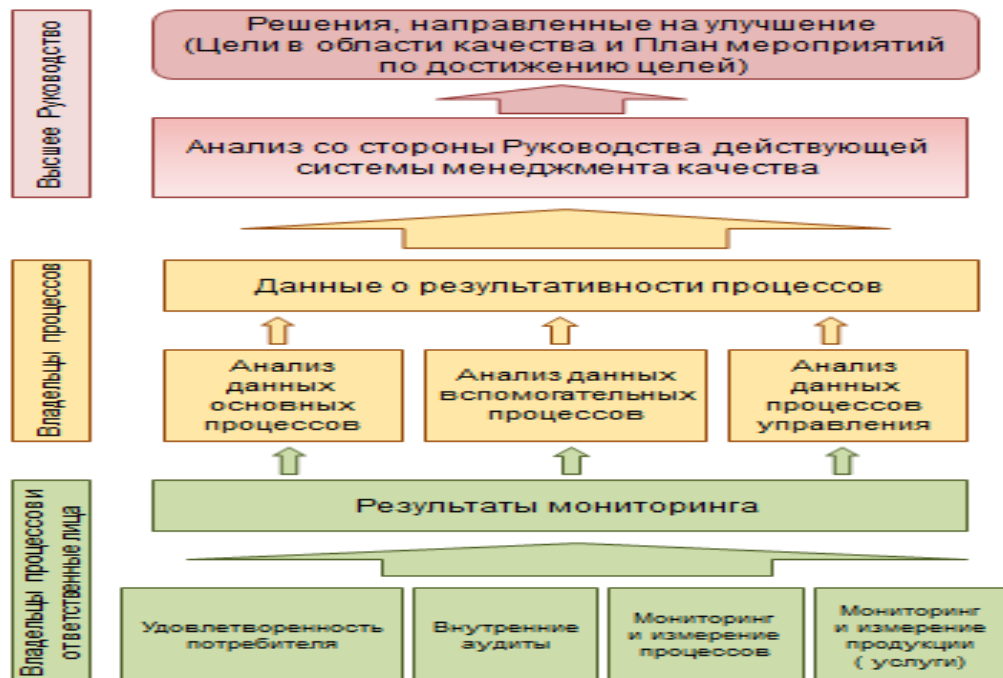 Высшее Руководство
Решения, направленные на улучшение
(Цели в области качества и План мероприятий
по достижению целей)
Анализ со стороны Руководства действующей
системы менеджмента качества
Владельцы процессов
Данные о результативности процессов
Анализ
данных
основных
процессов
Анализ данных
вспомогательных
процессов
Анализ
данных
процессов
управления
Владельцы процессов и
ответственные лица
Результаты мониторинга
Удовлетворенность
потребителя
Внутренние
аудиты
Мониторинг
и измерение
процессов
Мониторинг
и измерение
продукции
( услуги)